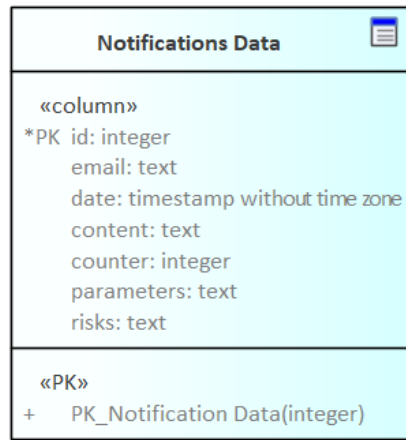 Notifications Data
«column»
*PK id: integer
email: text
date: timestamp without time zone
content: text
counter: integer
parameters: text
risks: text
«PK»
+ PK_Notification Data(integer)